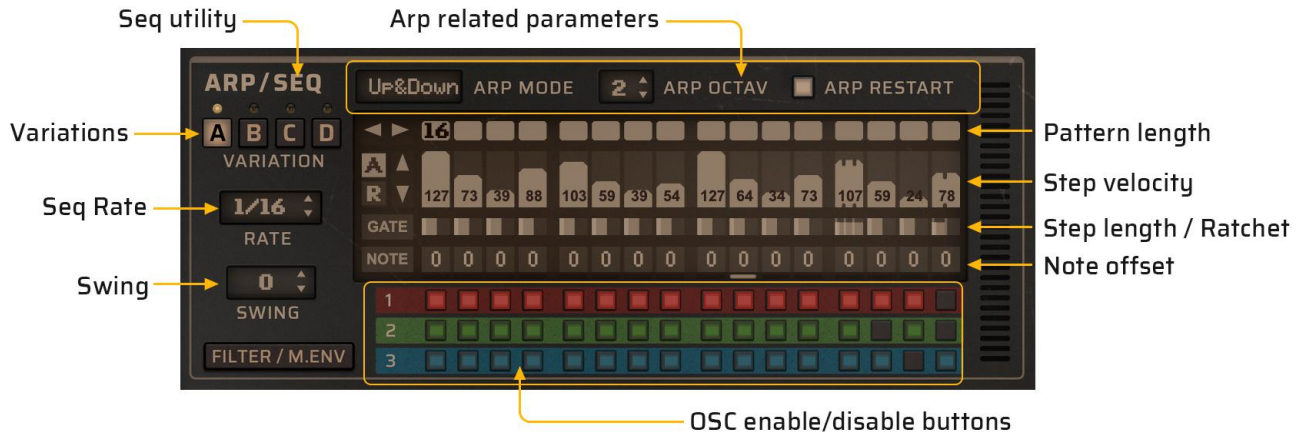 Seq utility
Arp related parameters
ARP/SEQ
Up&Down ARP MODE 2 ARP OCTAV ARP RESTART
Variations
A B C D
16
Pattern length
VARIATION
A
127 73 39 88 103 59 39 54 127 64 34 73 107 59 24 78
Step velocity
R
Seq Rate
1/16
RATE
GATE
Step length / Ratchet
NOTE 0 0 0 0 0 0 0 0 0 0 0 0 0 0 0 0
Note offset
Swing
0
SWING
1
2
3
FILTER / M.ENV
OSC enable/disable buttons